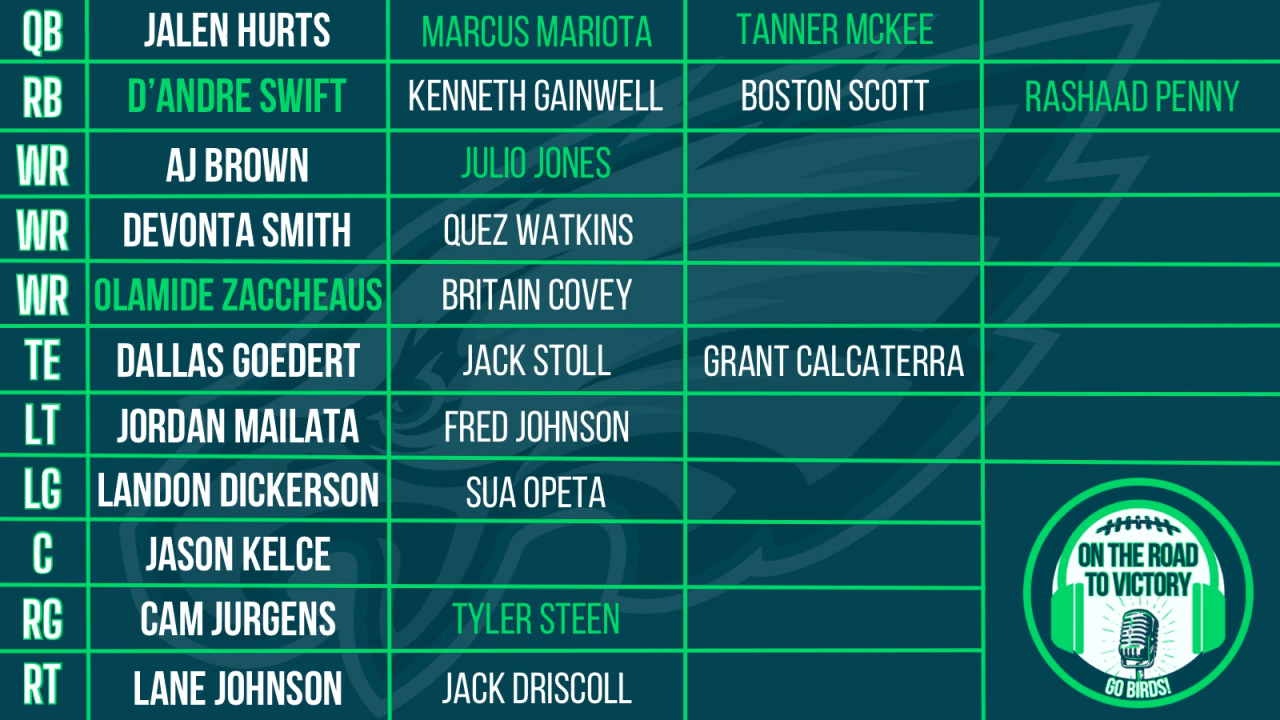 QB JALEN HURTS MARCUS MARIOTA TANNER MCKEE
RB D'ANDRE SWIFT KENNETH GAINWELL BOSTON SCOTT RASHAAD PENNY
WR AJ BROWN JULIO JONES
WR DEVONTA SMITH QUEZ WATKINS
WR OLAMIDE ZACCHEAUS BRITAIN COVEY
TE DALLAS GOEDERT JACK STOLL GRANT CALCATERRA
LT JORDAN MAILATA FRED JOHNSON
LG LANDON DICKERSON SUA OPETA
C JASON KELCE
RG CAM JURGENS TYLER STEEN
RT LANE JOHNSON JACK DRISCOLL
ON THE ROAD
TO VICTORY
GO BIRDS!